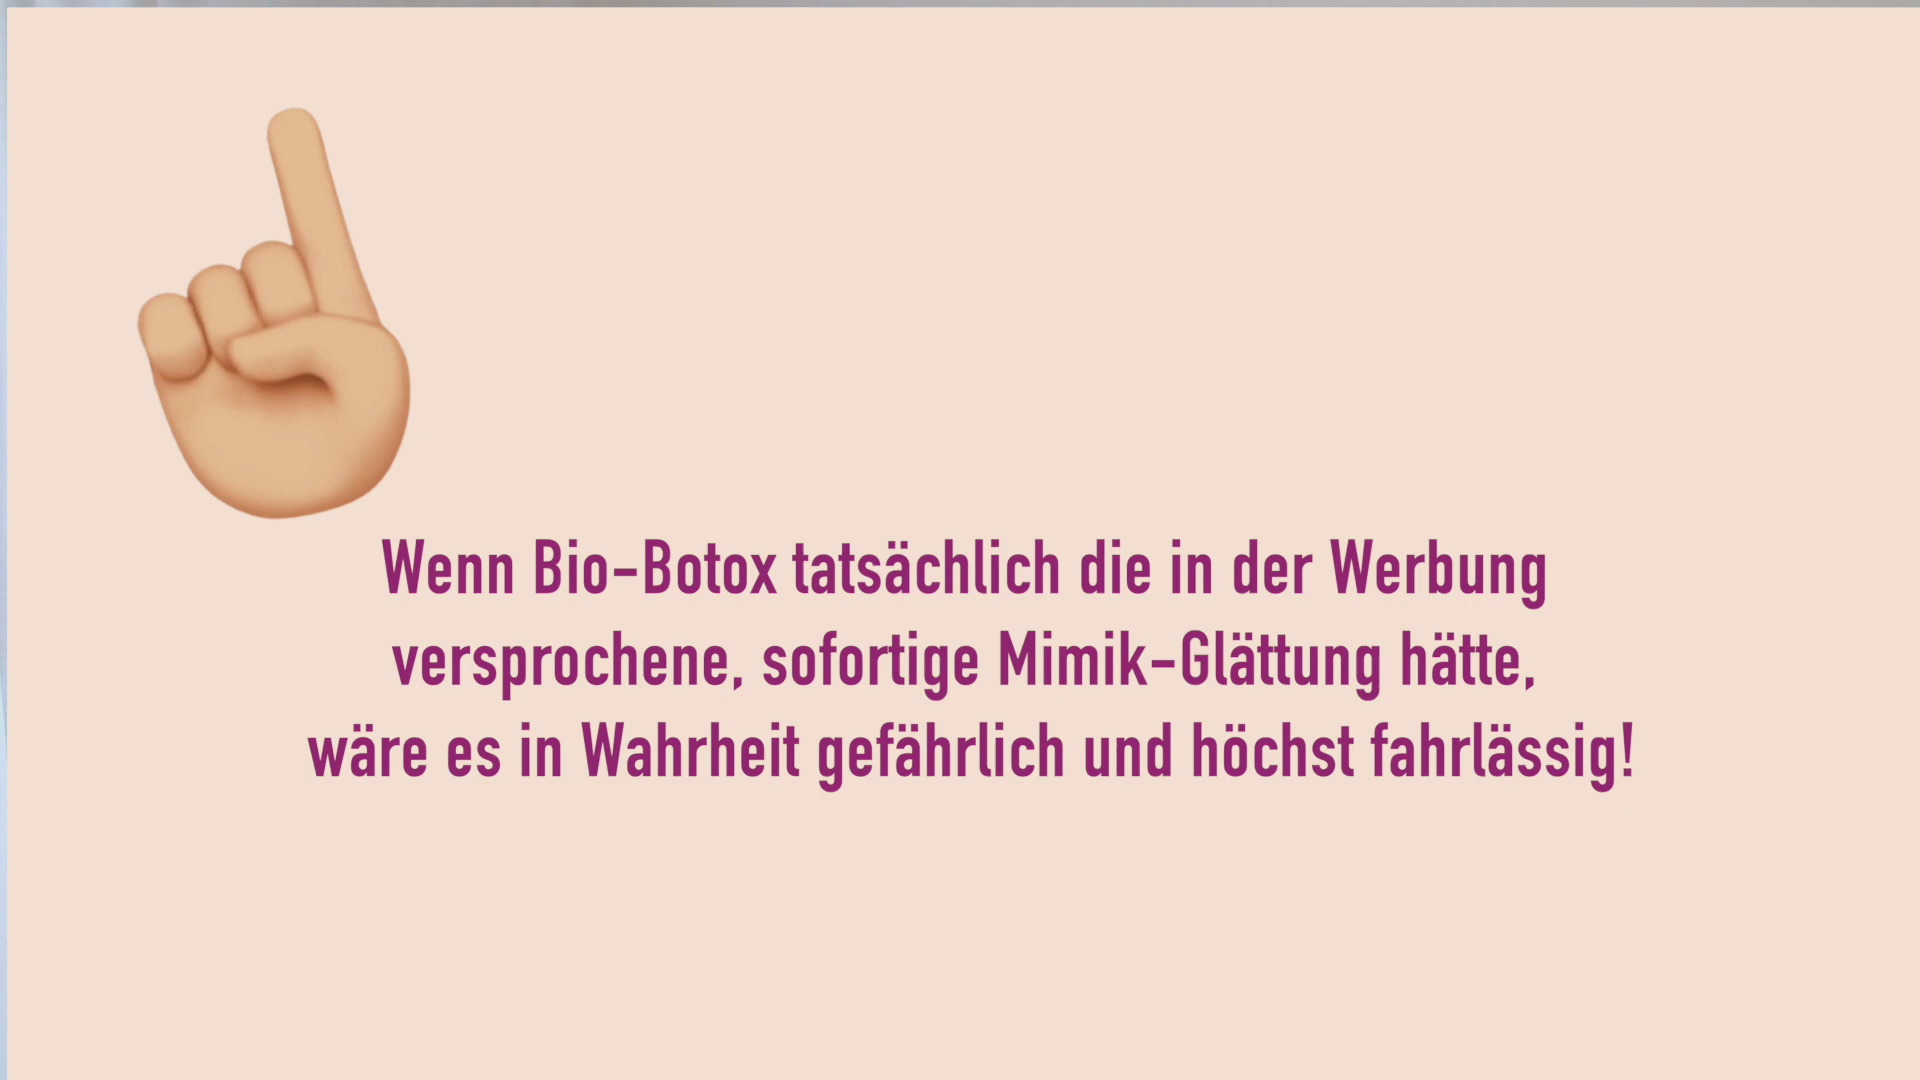 Wenn Bio-Botox tatsächlich die in der Werbung
versprochene, sofortige Mimik-Glättung hätte,
wäre es in Wahrheit gefährlich und höchst fahrlässig!